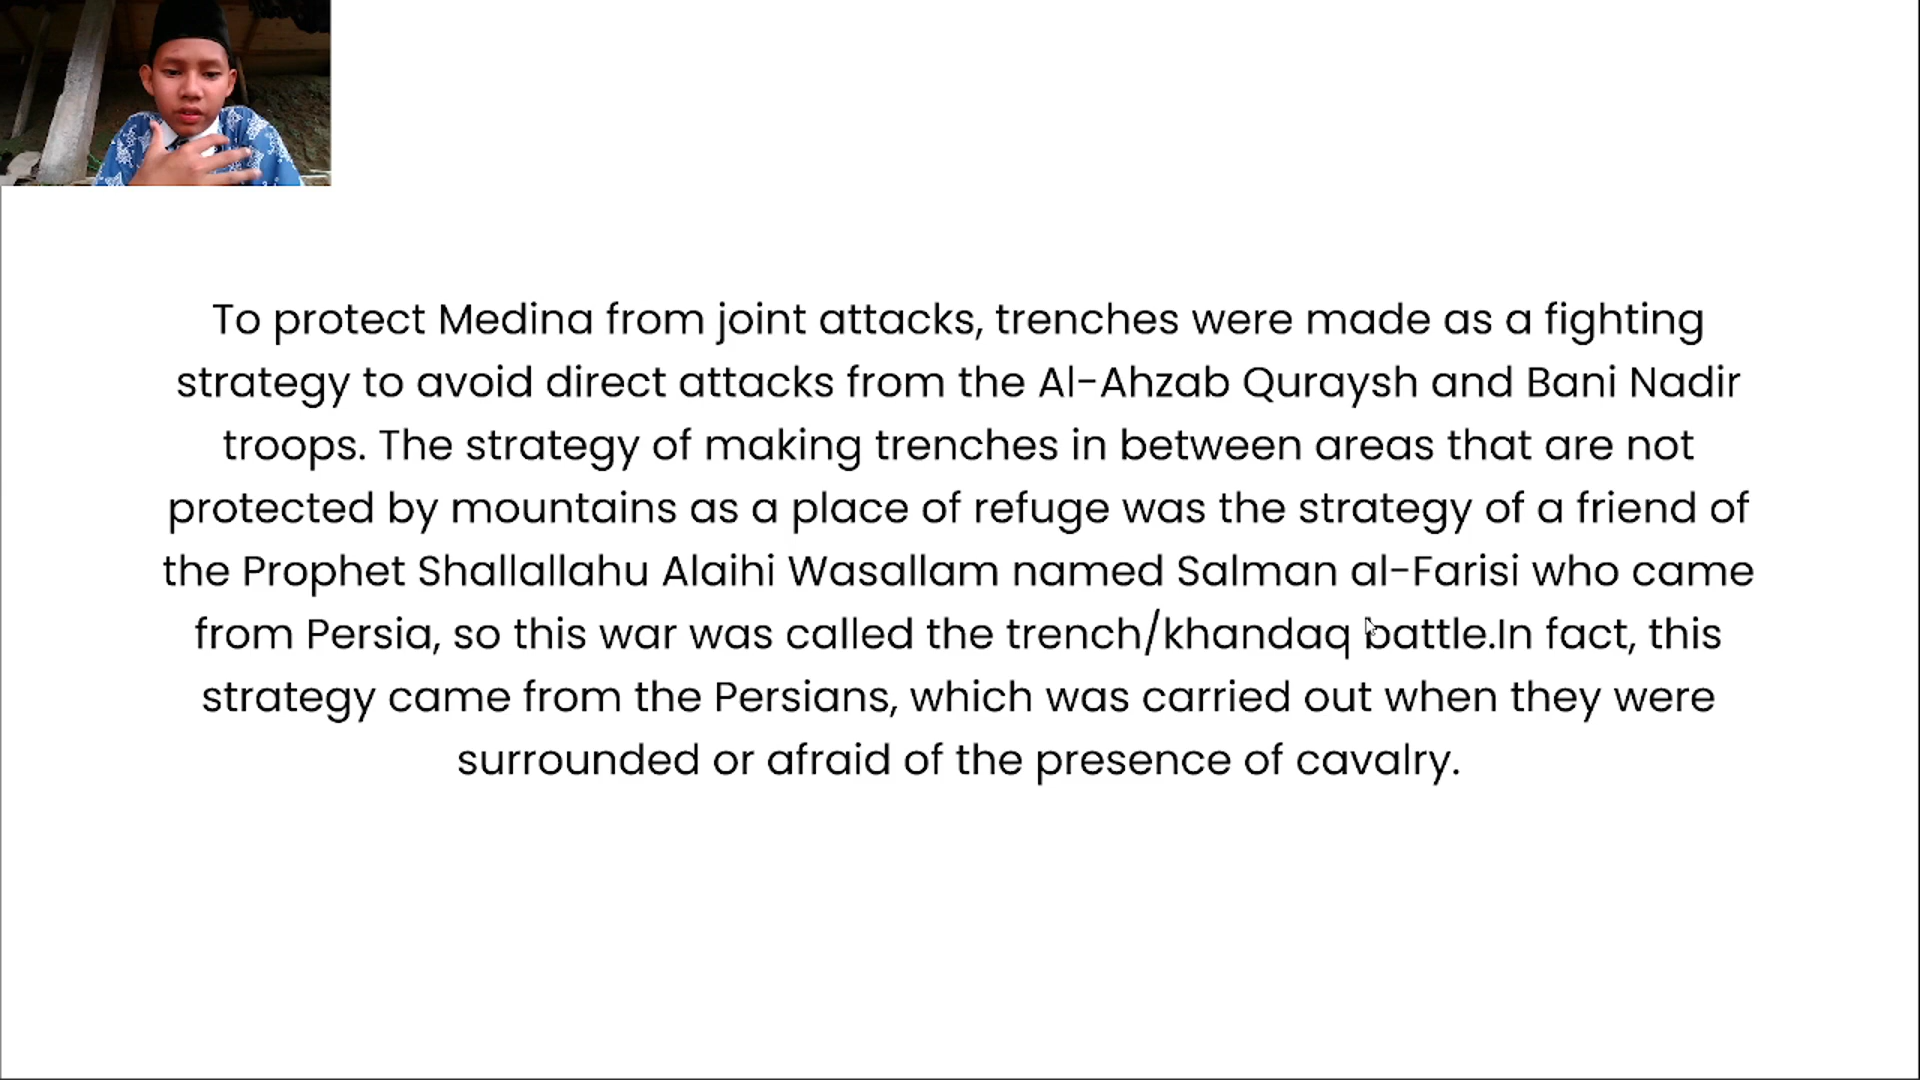 To protect Medina from joint attacks, trenches were made as a fighting
strategy to avoid direct attacks from the Al-Ahzab Quraysh and Bani Nadir
troops. The strategy of making trenches in between areas that are not
protected by mountains as a place of refuge was the strategy of a friend of
the Prophet Shallallahu Alaihi Wasallam named Salman al-Farisi who came
from Persia, so this war was called the trench/khandaq battle.In fact, this
strategy came from the Persians, which was carried out when they were
surrounded or afraid of the presence of cavalry.